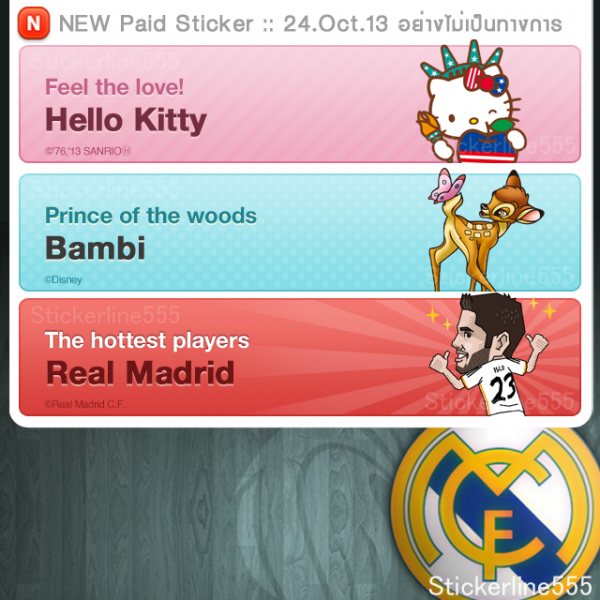 N NEW Paid Sticker :: 24.Oct.13 อย่างไม่เป็นทางการ
Stickerline555
Feel the love!
Hello Kitty
Stickerline555
©'76,'13 SANRIOⓇ
Stickerline555
Prince of the woods
Bambi
Stickerline555
©Disney
Stickerline555
The hottest players
Real Madrid
ISCO
23
Stickerline555
©Real Madrid C.F.
MCF
Stickerline555